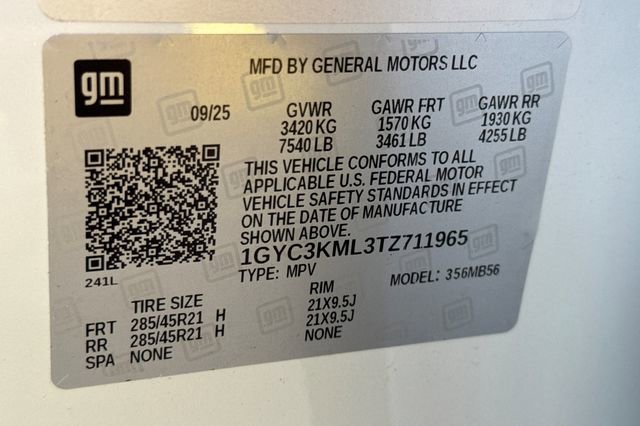 gm
MFD BY GENERAL MOTORS LLC
09/25 GVWR GAWR FRT GAWR RR
3420 KG 1570 KG 1930 KG
7540 LB 3461 LB 4255 LB
THIS VEHICLE CONFORMS TO ALL
APPLICABLE U.S. FEDERAL MOTOR
VEHICLE SAFETY STANDARDS IN EFFECT
ON THE DATE OF MANUFACTURE
SHOWN ABOVE.
1GYC3KML3TZ711965
241L TYPE: MPV MODEL: 356MB56
TIRE SIZE RIM
FRT 285/45R21 H 21X9.5J
RR 285/45R21 H 21X9.5J
SPA NONE NONE